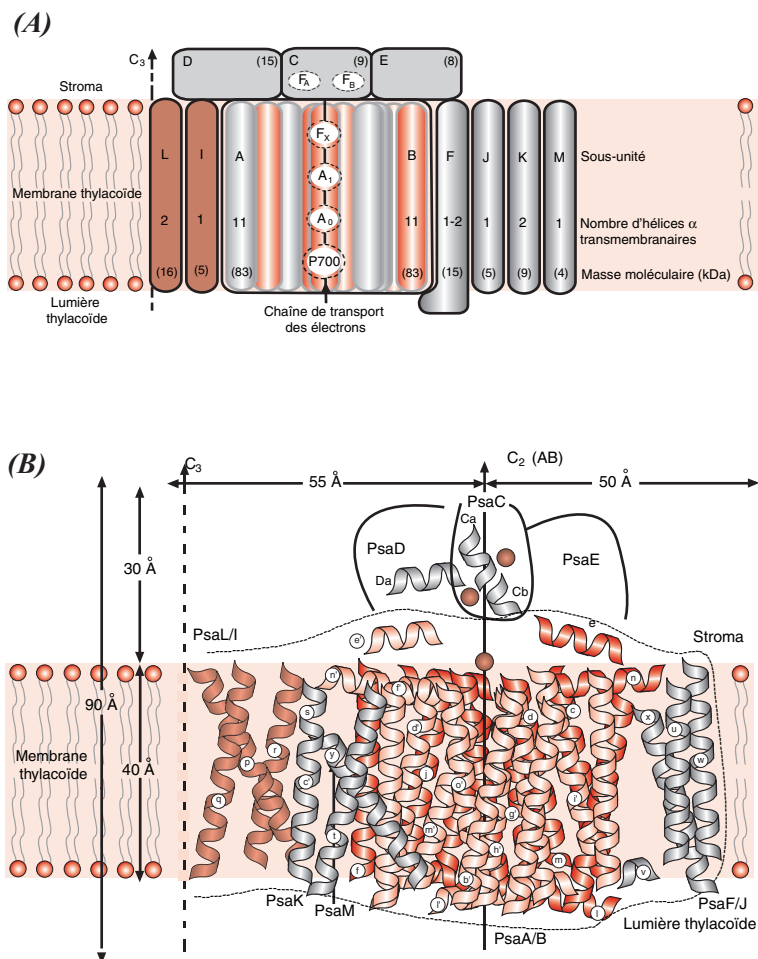 (A)
C3
D
(15)
C
(9)
E
(8)
FA
FB
Stroma
L
I
A
FX
B
F
J
K
M
Sous-unité
A1
Membrane thylacoïde
2
1
11
A0
11
1-2
1
2
1
Nombre d'hélices α
transmembranaires
P700
(16)
(5)
(83)
(83)
(15)
(5)
(9)
(4)
Masse moléculaire (kDa)
Lumière
thylacoïde
Chaîne de transport
des électrons
(B)
C3
C2 (AB)
55 Å
50 Å
PsaC
Ca
PsaD
PsaE
30 Å
Da
Cb
PsaL/I
e'
e
Stroma
n'
f'
n
s
d'
d
c
x
u
90 Å
Membrane
thylacoïde
40 Å
p
r
y
w
q
c'
j
o'
i'
g'
t
m'
h'
f
b'
m
v
l'
l
PsaK
PsaM
PsaF/J
Lumière thylacoïde
PsaA/B